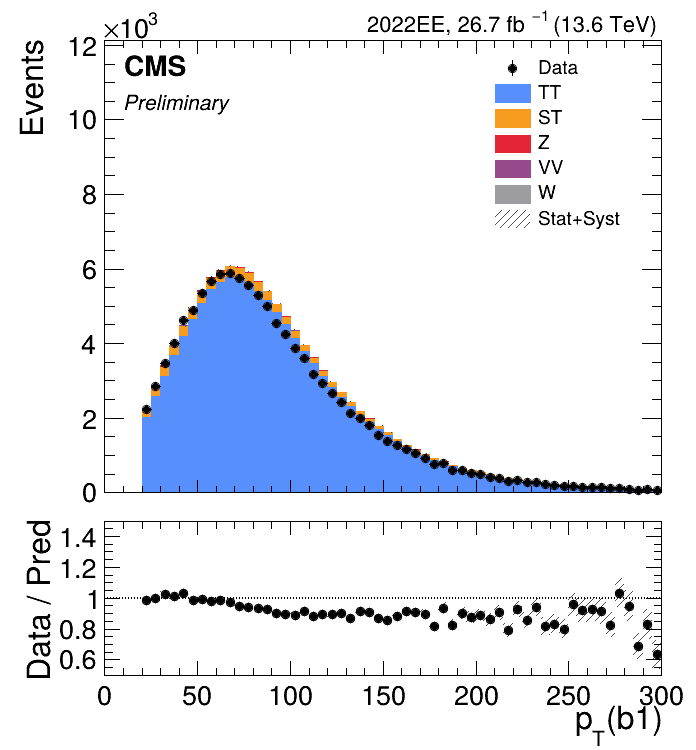 ×10³
2022EE, 26.7 fb⁻¹ (13.6 TeV)
Events
12
10
8
6
4
2
0
CMS
Preliminary
Data
TT
ST
Z
VV
W
Stat+Syst
Data / Pred
1.4
1.2
1
0.8
0.6
0 50 100 150 200 250 300
p_T(b1)